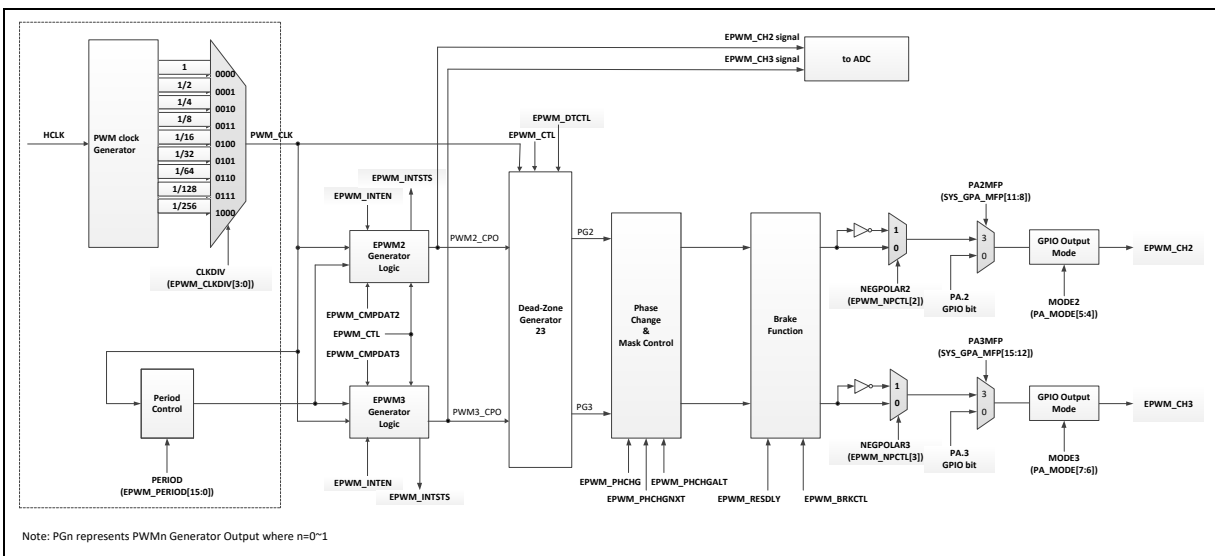 HCLK
PWM clock
Generator
1
1/2
1/4
1/8
1/16
1/32
1/64
1/128
1/256
0000
0001
0010
0011
0100
0101
0110
0111
1000
PWM_CLK
CLKDIV
(EPWM_CLKDIV[3:0])
Period
Control
PERIOD
(EPWM_PERIOD[15:0])
EPWM_INTEN
EPWM_INTSTS
EPWM2
Generator
Logic
EPWM_CMPDAT2
EPWM_CTL
EPWM_CMPDAT3
EPWM3
Generator
Logic
EPWM_INTEN
EPWM_INTSTS
PWM2_CPO
PWM3_CPO
EPWM_CH2 signal
EPWM_CH3 signal
to ADC
EPWM_DTCTL
EPWM_CTL
Dead-Zone
Generator
23
PG2
PG3
Phase
Change
&
Mask Control
EPWM_PHCHG
EPWM_PHCHGNXT
EPWM_PHCHGALT
Brake
Function
EPWM_RESDLY
EPWM_BRKCTL
1
0
NEGPOLAR2
(EPWM_NPCTL[2])
PA2MFP
(SYS_GPA_MFP[11:8])
3
0
PA.2
GPIO bit
GPIO Output
Mode
MODE2
(PA_MODE[5:4])
EPWM_CH2
1
0
NEGPOLAR3
(EPWM_NPCTL[3])
PA3MFP
(SYS_GPA_MFP[15:12])
3
0
PA.3
GPIO bit
GPIO Output
Mode
MODE3
(PA_MODE[7:6])
EPWM_CH3
Note: PGn represents PWMn Generator Output where n=0~1